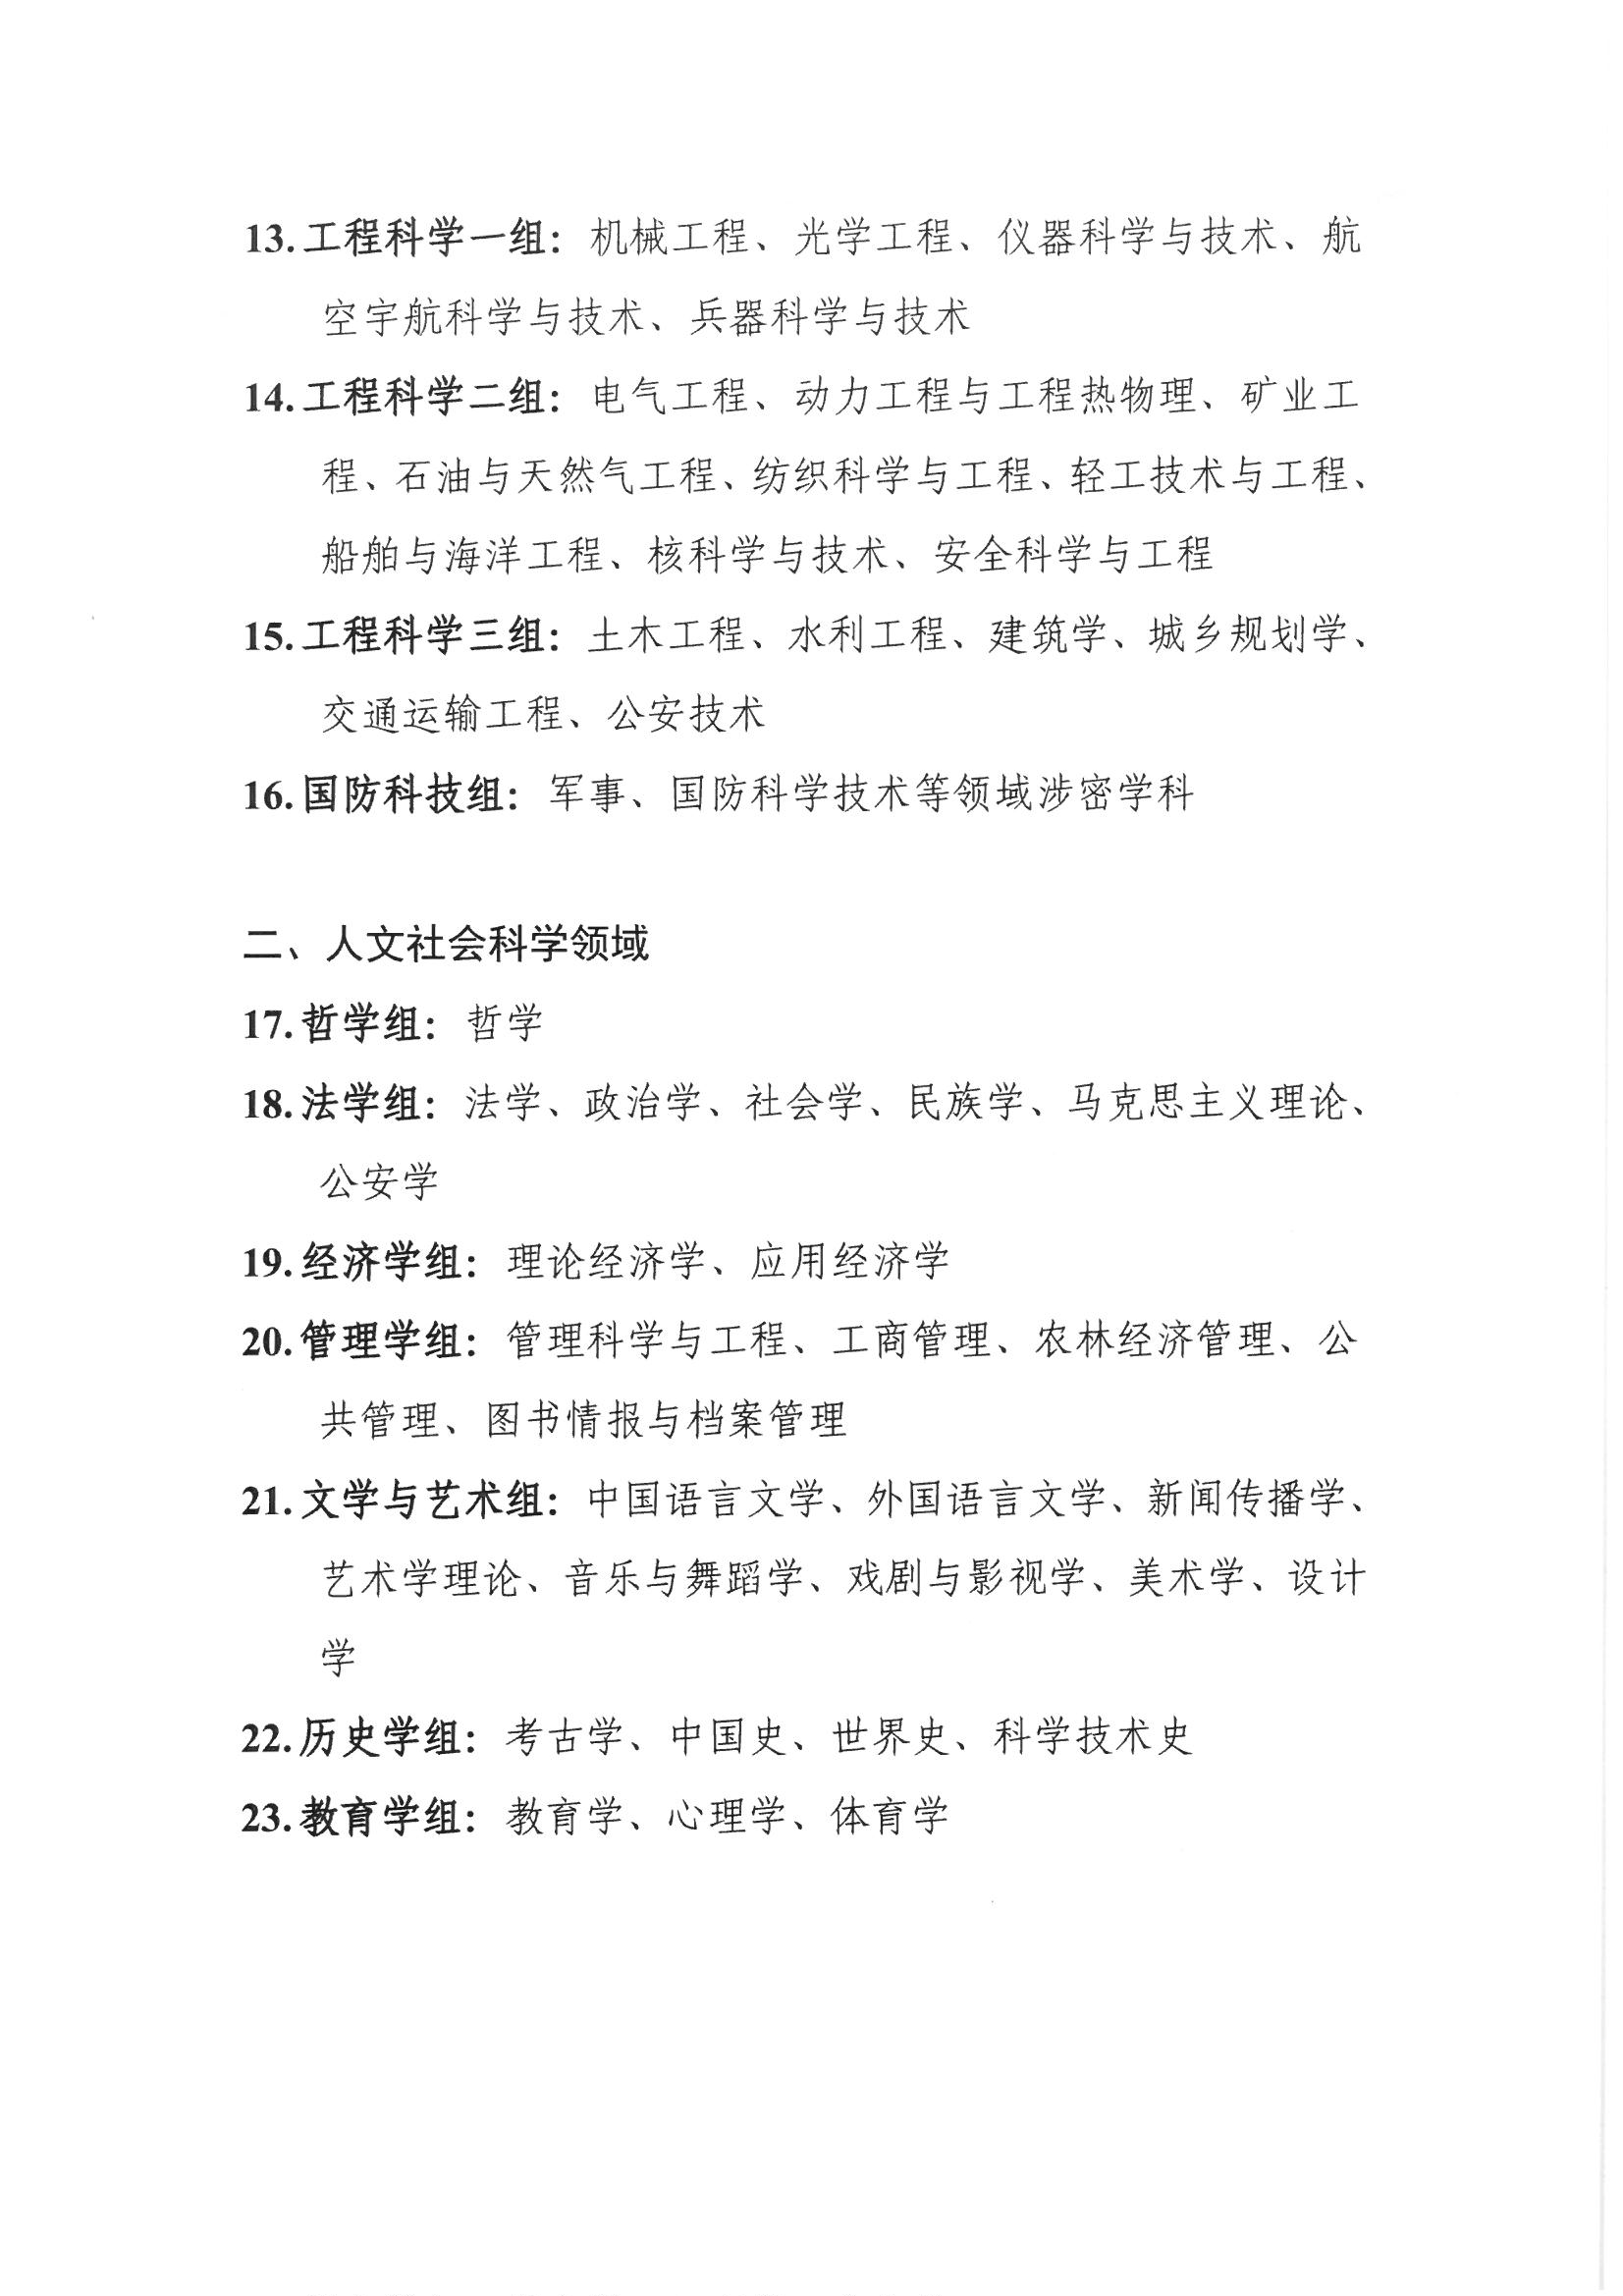 13.工程科学一组：机械工程、光学工程、仪器科学与技术、航
空宇航科学与技术、兵器科学与技术
14.工程科学二组：电气工程、动力工程与工程热物理、矿业工
程、石油与天然气工程、纺织科学与工程、轻工技术与工程、
船舶与海洋工程、核科学与技术、安全科学与工程
15.工程科学三组：土木工程、水利工程、建筑学、城乡规划学、
交通运输工程、公安技术
16.国防科技组：军事、国防科学技术等领域涉密学科
二、人文社会科学领域
17.哲学组：哲学
18.法学组：法学、政治学、社会学、民族学、马克思主义理论、
公安学
19.经济学组：理论经济学、应用经济学
20.管理学组：管理科学与工程、工商管理、农林经济管理、公
共管理、图书情报与档案管理
21.文学与艺术组：中国语言文学、外国语言文学、新闻传播学、
艺术学理论、音乐与舞蹈学、戏剧与影视学、美术学、设计
学
22.历史学组：考古学、中国史、世界史、科学技术史
23.教育学组：教育学、心理学、体育学